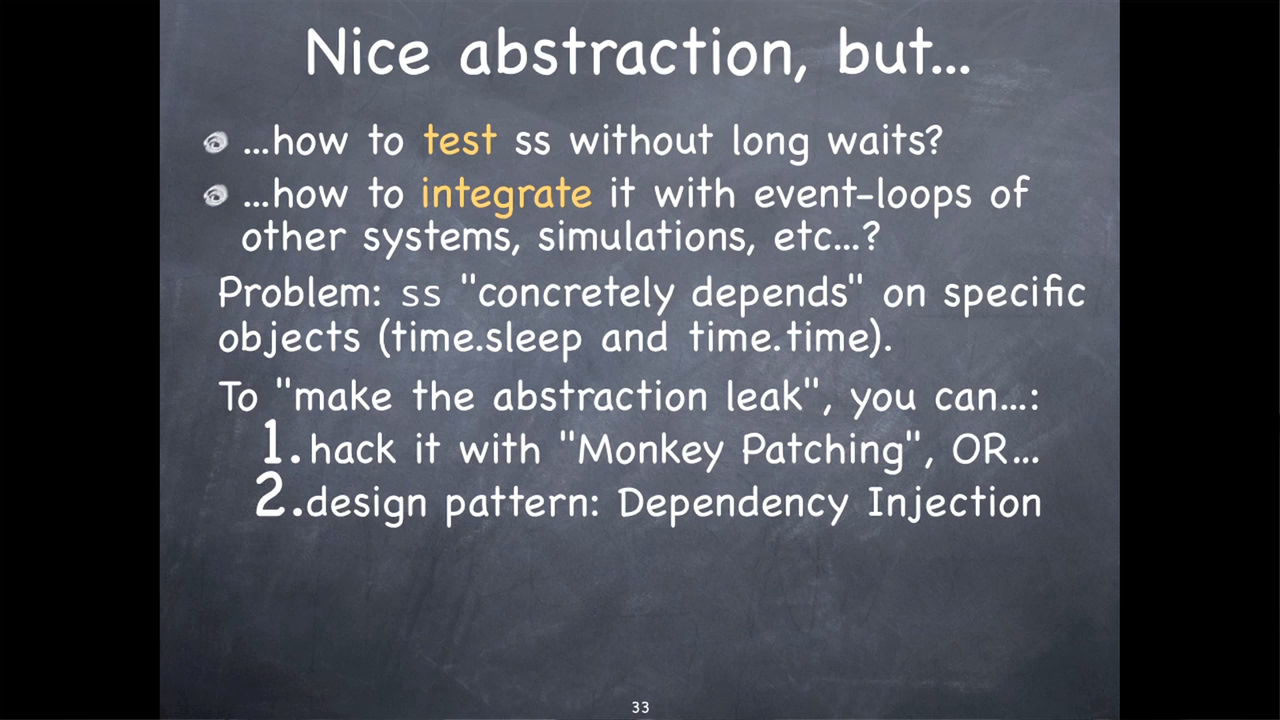 Nice abstraction, but...
...how to test ss without long waits?
...how to integrate it with event-loops of
other systems, simulations, etc...?
Problem: ss "concretely depends" on specific
objects (time.sleep and time.time).
To "make the abstraction leak", you can...:
1. hack it with "Monkey Patching", OR...
2. design pattern: Dependency Injection
33